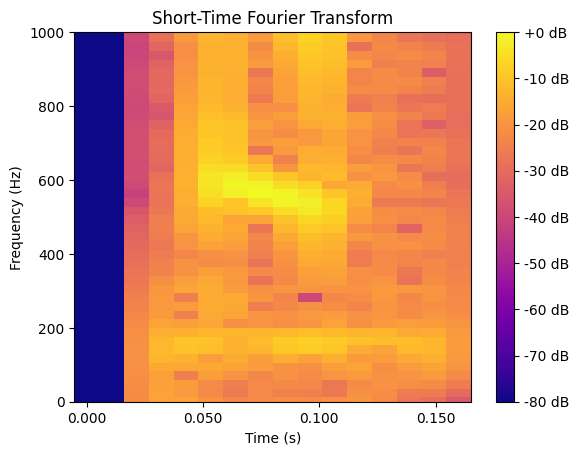 Short-Time Fourier Transform
1000
800
600
400
200
0
Frequency (Hz)
0.000
0.050
0.100
0.150
Time (s)
+0 dB
-10 dB
-20 dB
-30 dB
-40 dB
-50 dB
-60 dB
-70 dB
-80 dB